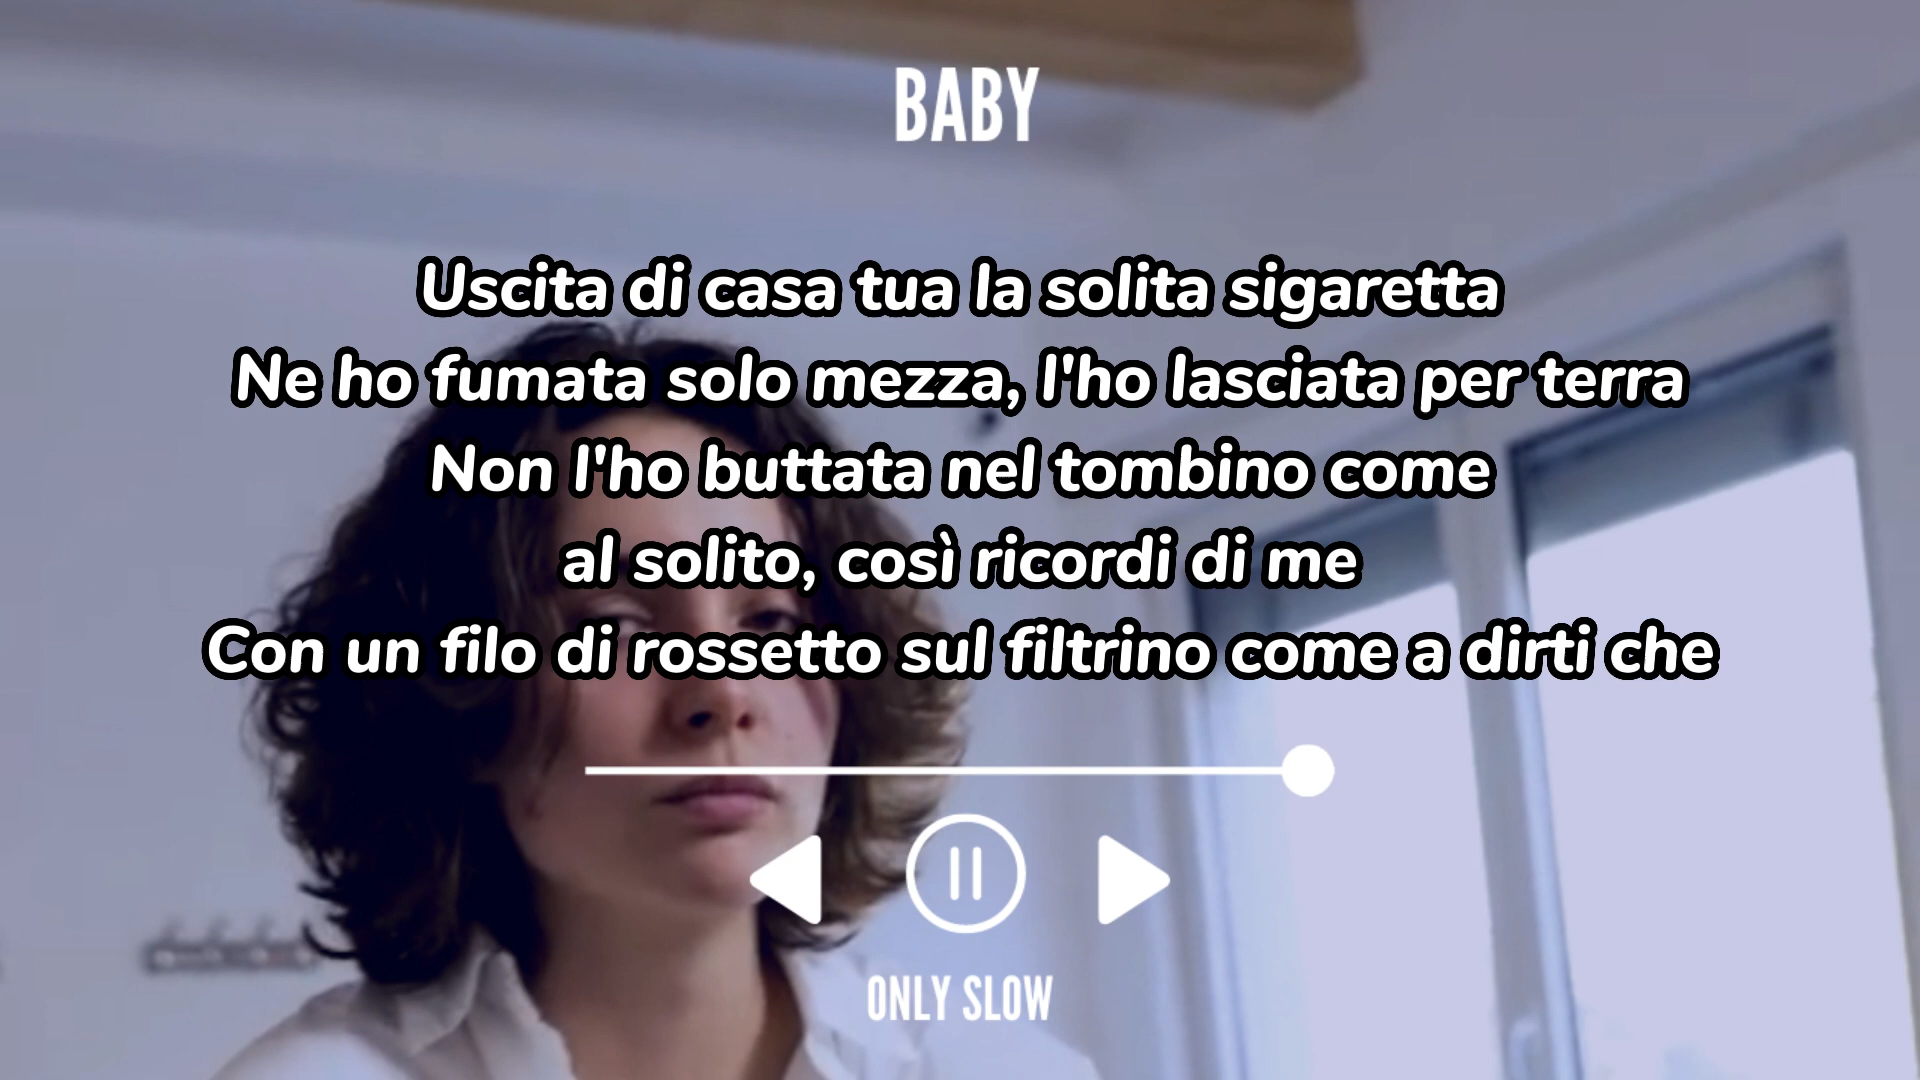 BABY
Uscita di casa tua la solita sigaretta
Ne ho fumata solo mezza, l'ho lasciata per terra
Non l'ho buttata nel tombino come
al solito, così ricordi di me
Con un filo di rossetto sul filtrino come a dirti che
ONLY SLOW